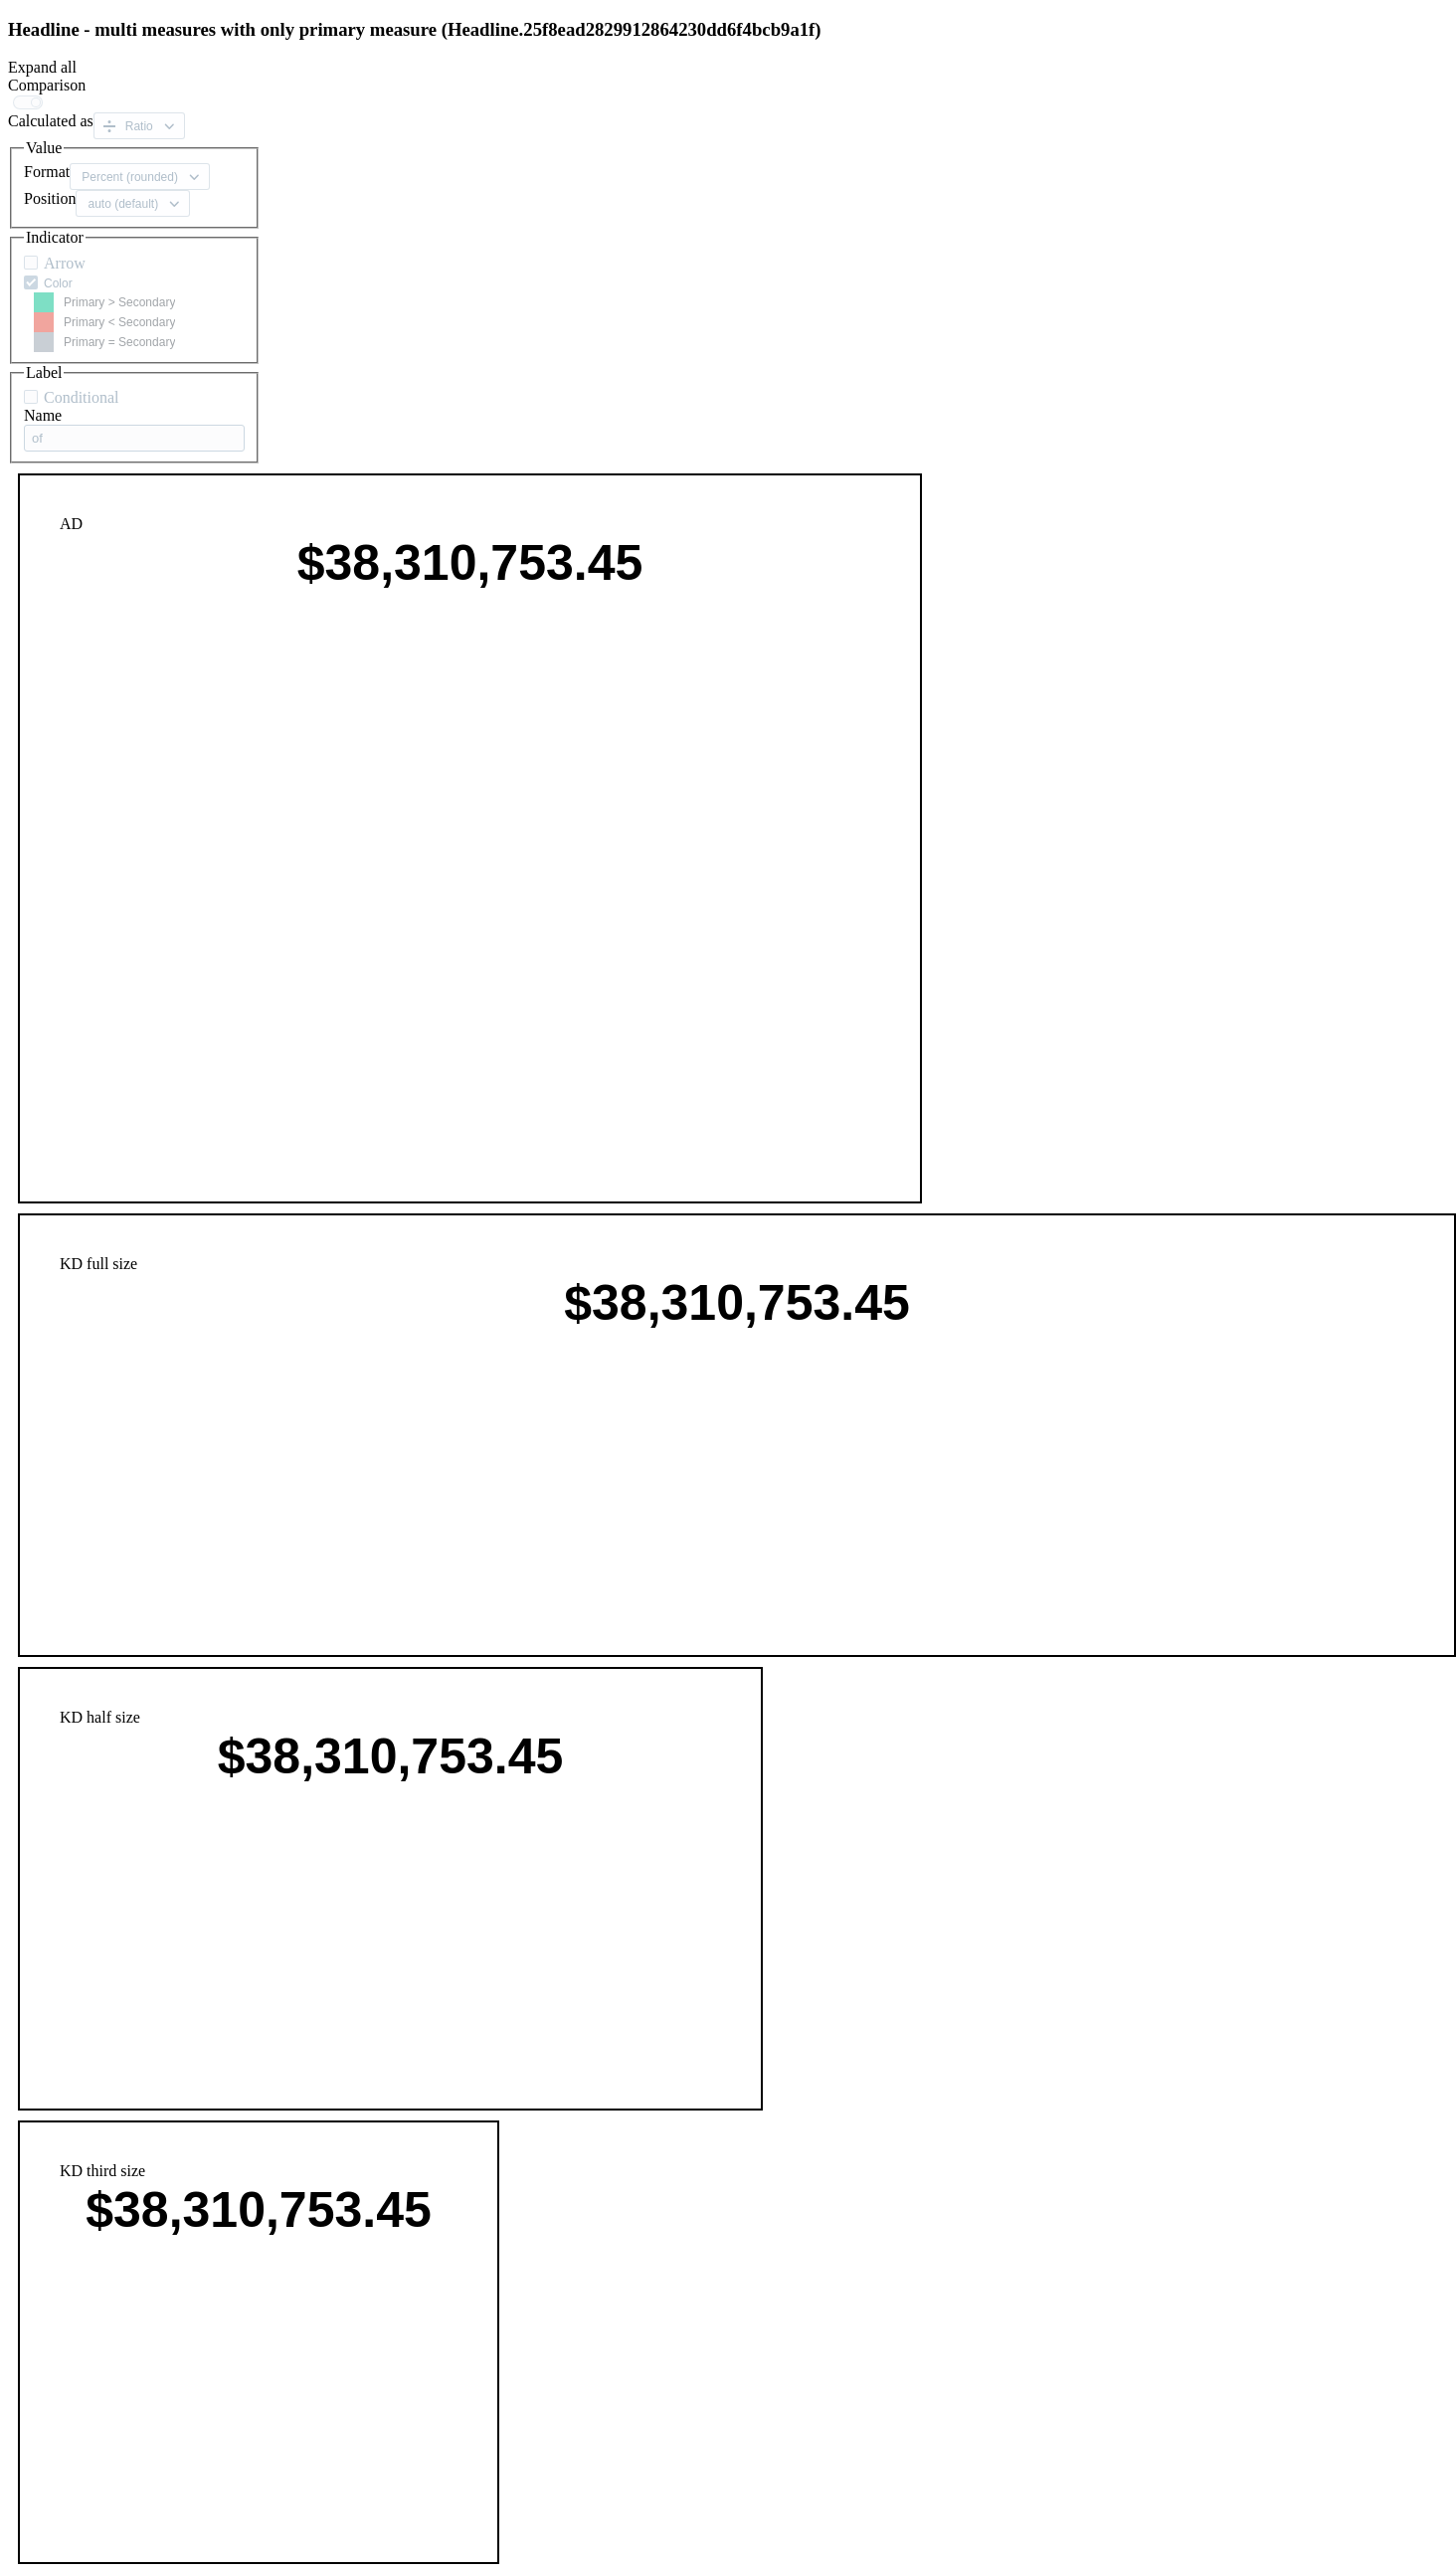 Headline - multi measures with only primary measure (Headline.25f8ead2829912864230dd6f4bcb9a1f)
Expand all
Comparison
Calculated as Ratio
Value
Format Percent (rounded)
Position auto (default)
Indicator
Arrow
Color
Primary > Secondary
Primary < Secondary
Primary = Secondary
Label
Conditional
Name
of
AD
$38,310,753.45
KD full size
$38,310,753.45
KD half size
$38,310,753.45
KD third size
$38,310,753.45